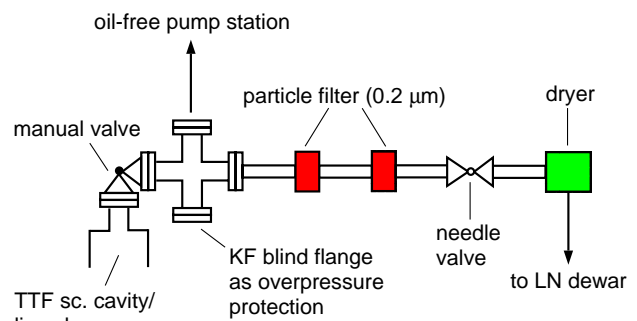 oil-free pump station
particle filter (0.2 µm)
dryer
manual valve
needle
valve
KF blind flange
as overpressure
protection
to LN dewar
TTF sc. cavity/